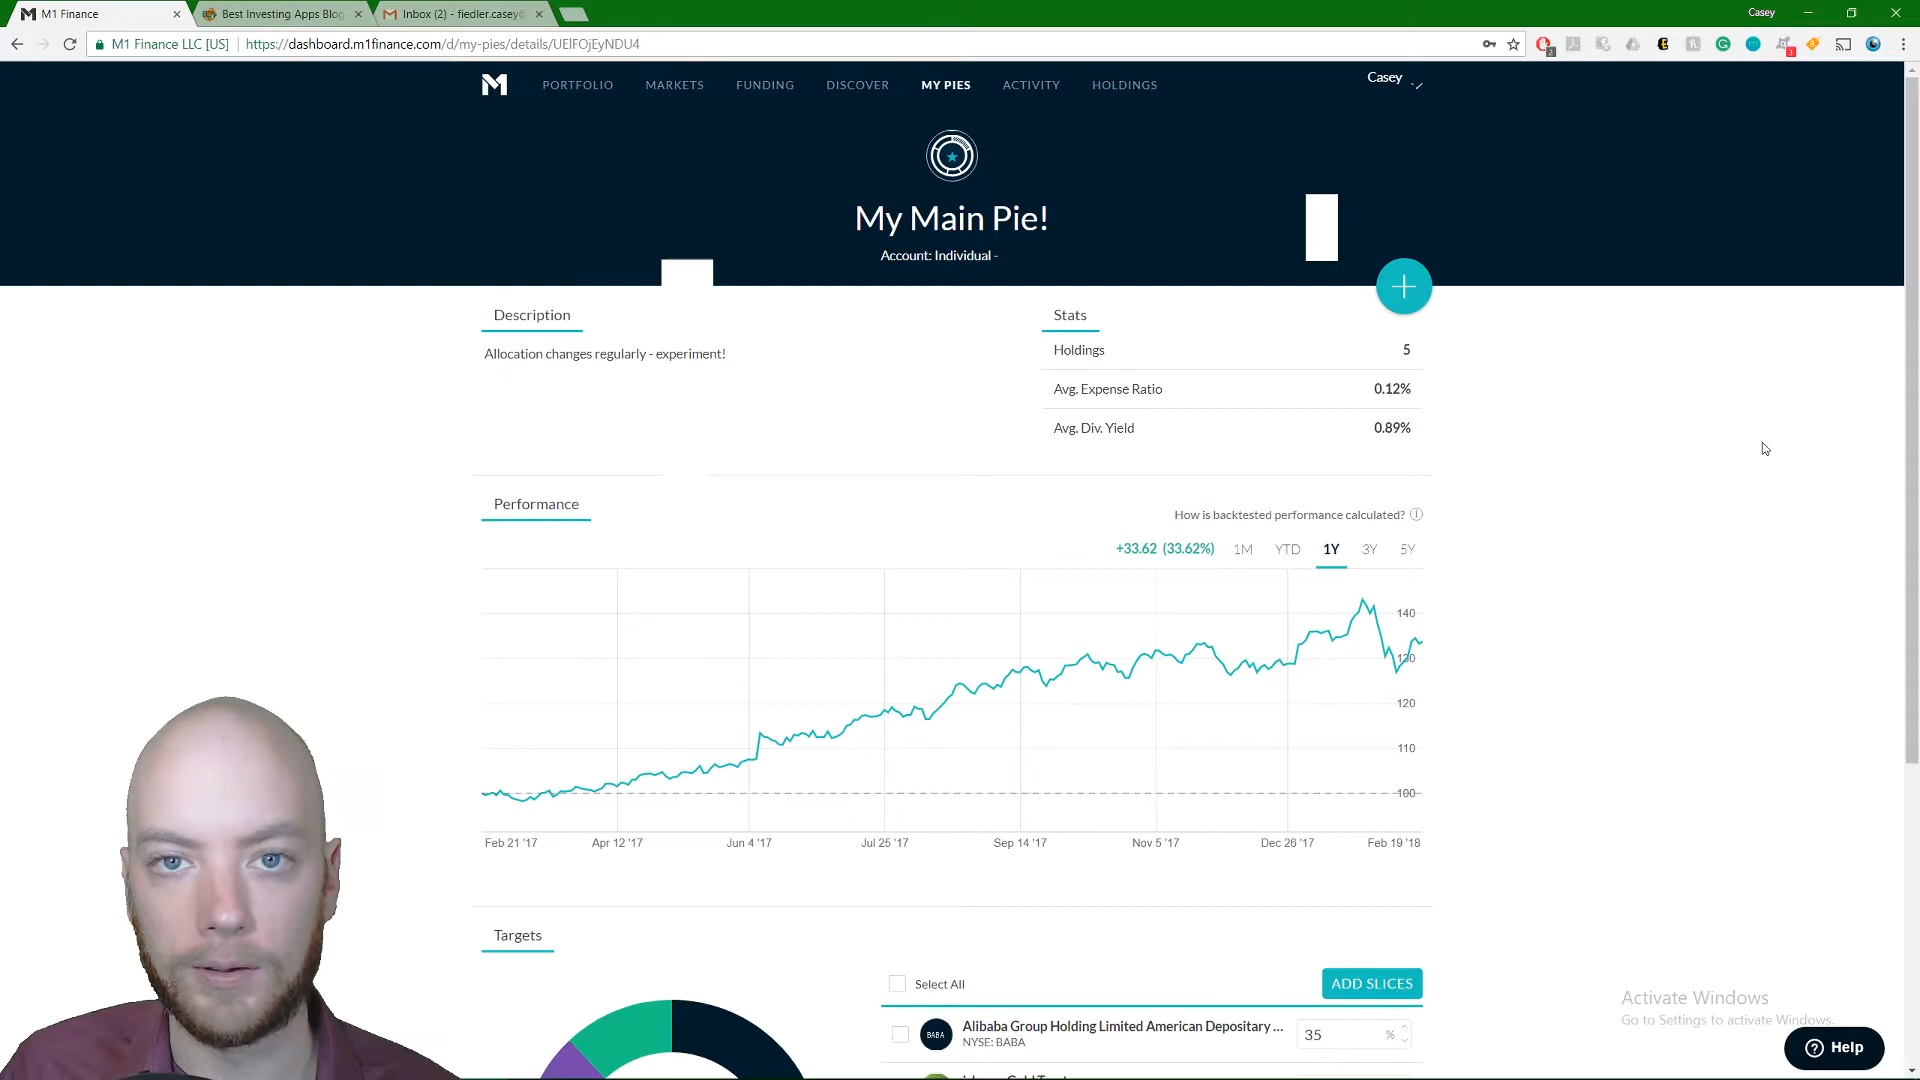 M1 Finance
Best Investing Apps Blog
Inbox (2) - fiedler.casey@
Casey
M1 Finance LLC [US]
https://dashboard.m1finance.com/d/my-pies/details/UElFOjEyNDU4
PORTFOLIO
MARKETS
FUNDING
DISCOVER
MY PIES
ACTIVITY
HOLDINGS
Casey
My Main Pie!
Account: Individual -
Description
Allocation changes regularly - experiment!
Stats
Holdings 5
Avg. Expense Ratio 0.12%
Avg. Div. Yield 0.89%
Performance
How is backtested performance calculated?
+33.62 (33.62%) 1M YTD 1Y 3Y 5Y
140
130
120
110
100
Feb 21 '17 Apr 12 '17 Jun 4 '17 Jul 25 '17 Sep 14 '17 Nov 5 '17 Dec 26 '17 Feb 19 '18
Targets
Select All
ADD SLICES
BABA
Alibaba Group Holding Limited American Depositary ...
NYSE: BABA
35 %
Activate Windows
Go to Settings to activate Windows.
Help